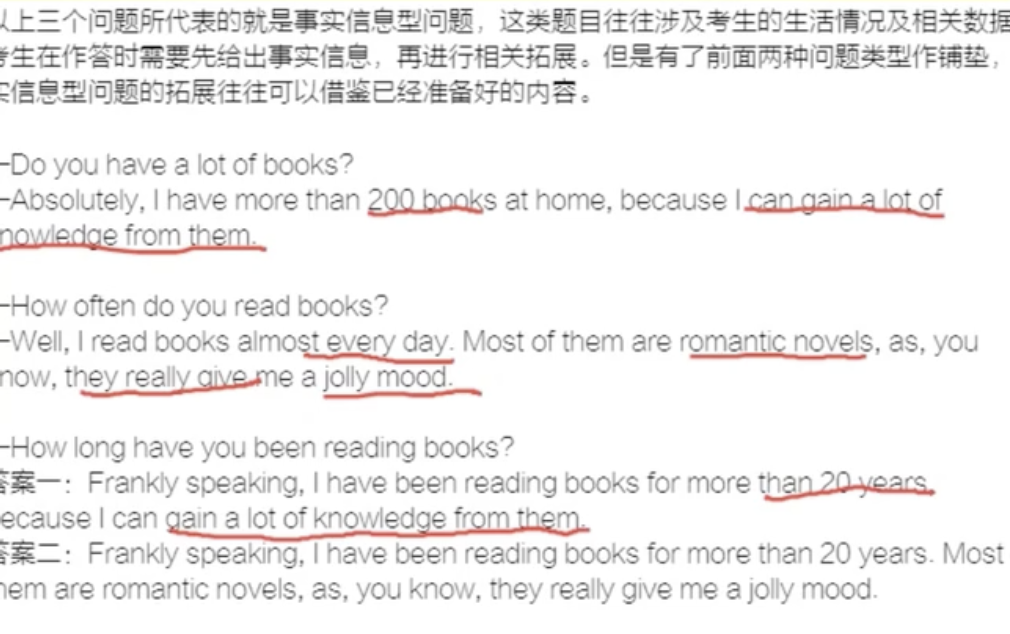 以上三个问题所代表的就是事实信息型问题，这类题目往往涉及考生的生活情况及相关数据
考生在作答时需要先给出事实信息，再进行相关拓展。但是有了前面两种问题类型作铺垫，
实信息型问题的拓展往往可以借鉴已经准备好的内容。
—Do you have a lot of books?
—Absolutely, I have more than 200 books at home, because I can gain a lot of
nowledge from them.
—How often do you read books?
—Well, I read books almost every day. Most of them are romantic novels, as, you
now, they really give me a jolly mood.
—How long have you been reading books?
答案一：Frankly speaking, I have been reading books for more than 20 years,
ecause I can gain a lot of knowledge from them.
答案二：Frankly speaking, I have been reading books for more than 20 years. Most
hem are romantic novels, as, you know, they really give me a jolly mood.